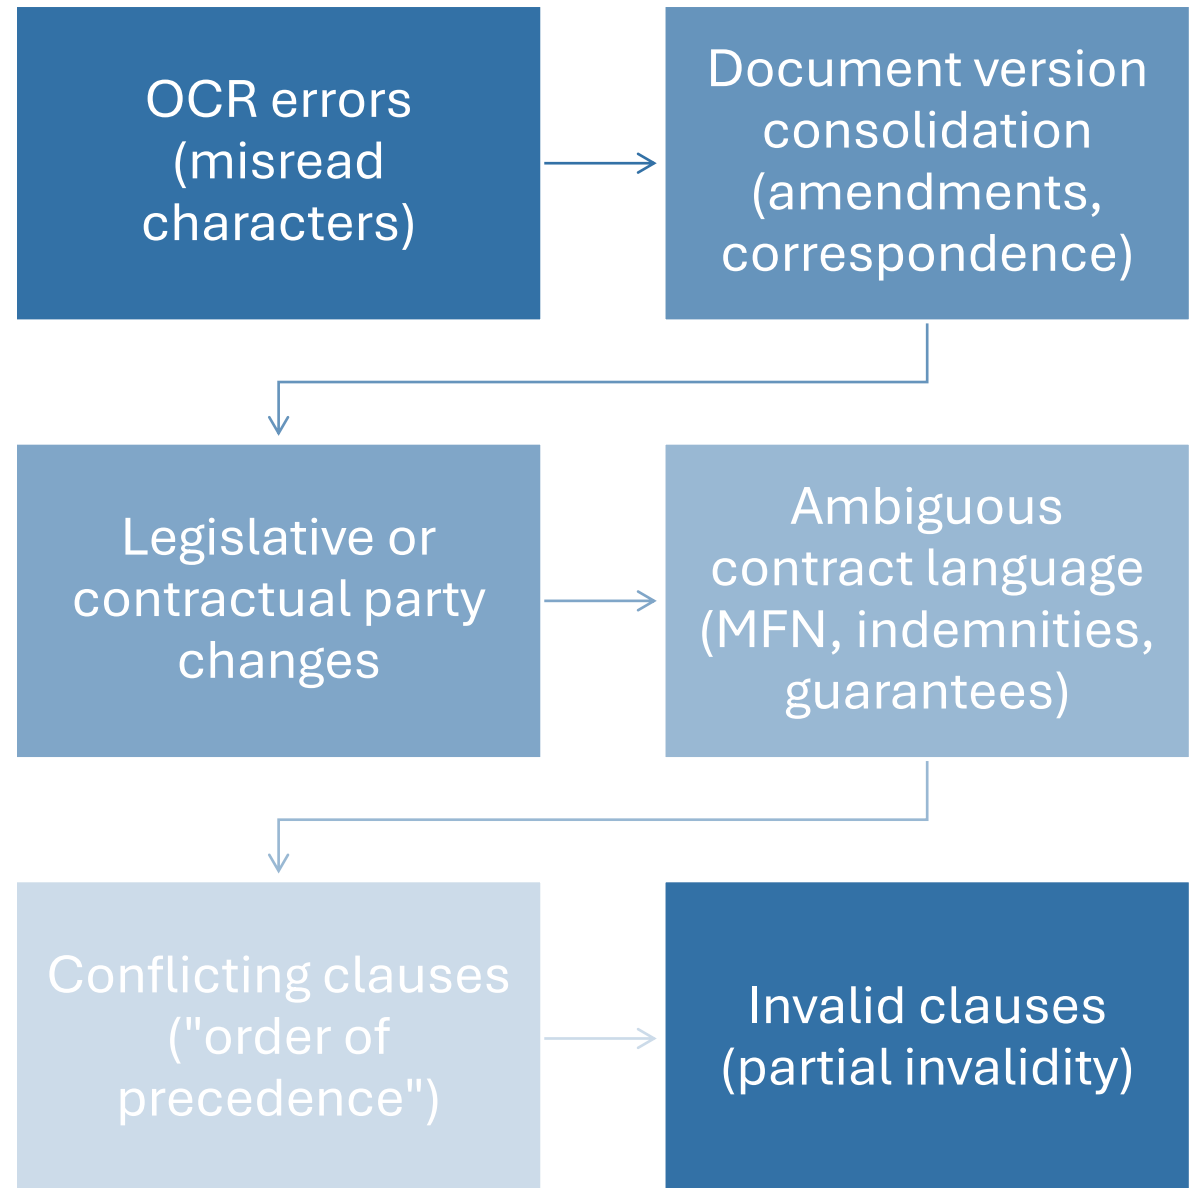 OCR errors
(misread
characters)
Document version
consolidation
(amendments,
correspondence)
Legislative or
contractual party
changes
Ambiguous
contract language
(MFN, indemnities,
guarantees)
Conflicting clauses
("order of
precedence")
Invalid clauses
(partial invalidity)